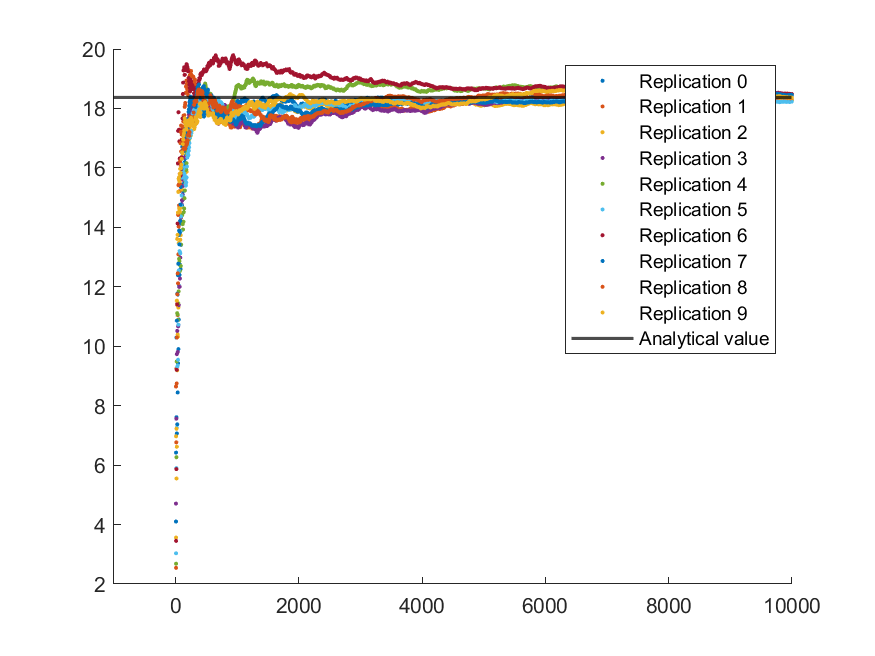 20
18
16
14
12
10
8
6
4
2
0
2000
4000
6000
8000
10000
Replication 0
Replication 1
Replication 2
Replication 3
Replication 4
Replication 5
Replication 6
Replication 7
Replication 8
Replication 9
Analytical value